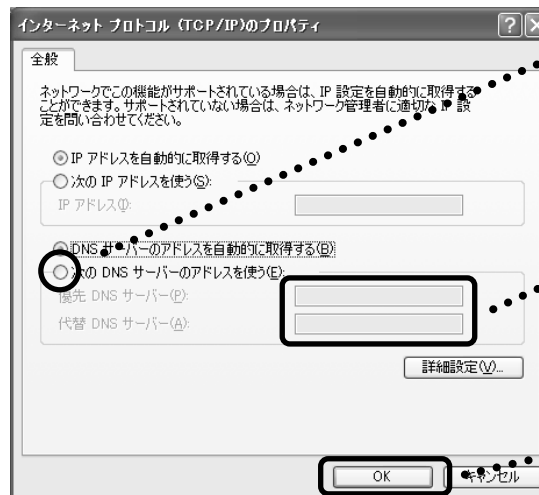 インターネット プロトコル (TCP/IP)のプロパティ
全般
ネットワークでこの機能がサポートされている場合は、IP 設定を自動的に取得する
ことができます。サポートされていない場合は、ネットワーク管理者に適切な IP 設
定を問い合わせてください。
IP アドレスを自動的に取得する(O)
次の IP アドレスを使う(S):
IP アドレス(I):
DNS サーバーのアドレスを自動的に取得する(B)
次の DNS サーバーのアドレスを使う(E):
優先 DNS サーバー(P):
代替 DNS サーバー(A):
詳細設定(V)...
OK
キャンセル